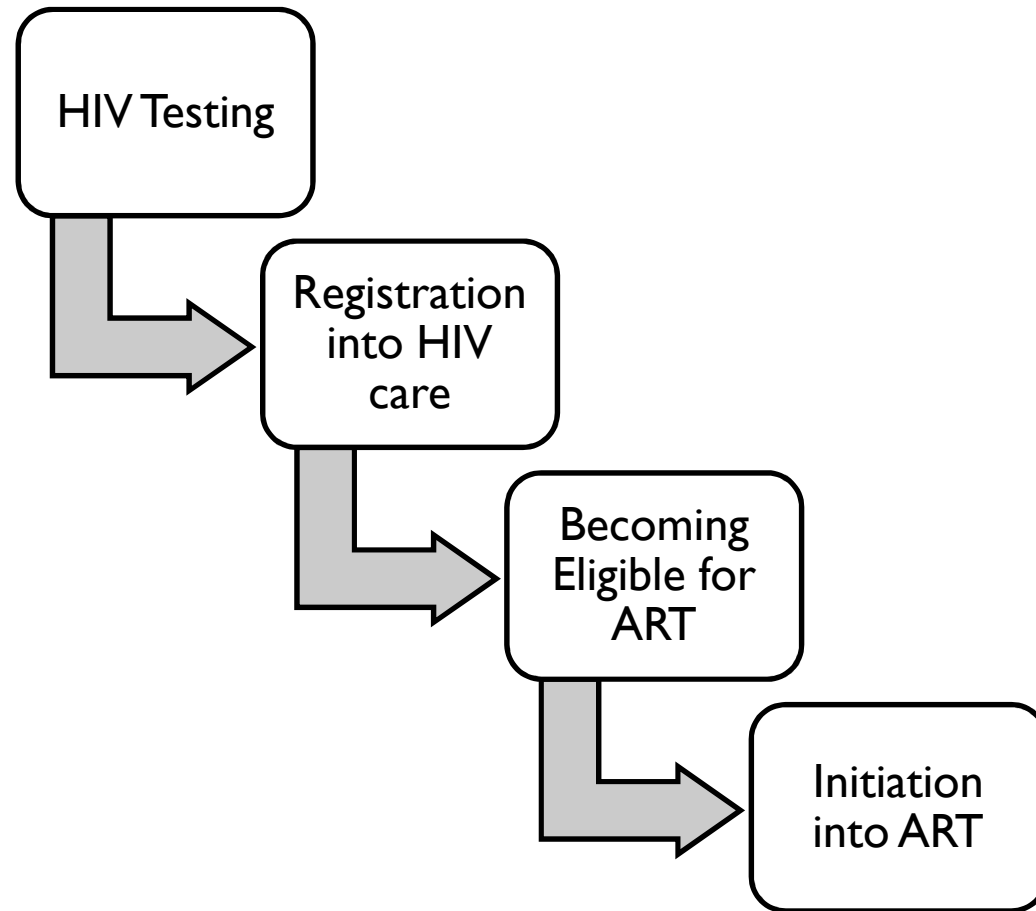 HIV Testing
Registration
into HIV
care
Becoming
Eligible for
ART
Initiation
into ART